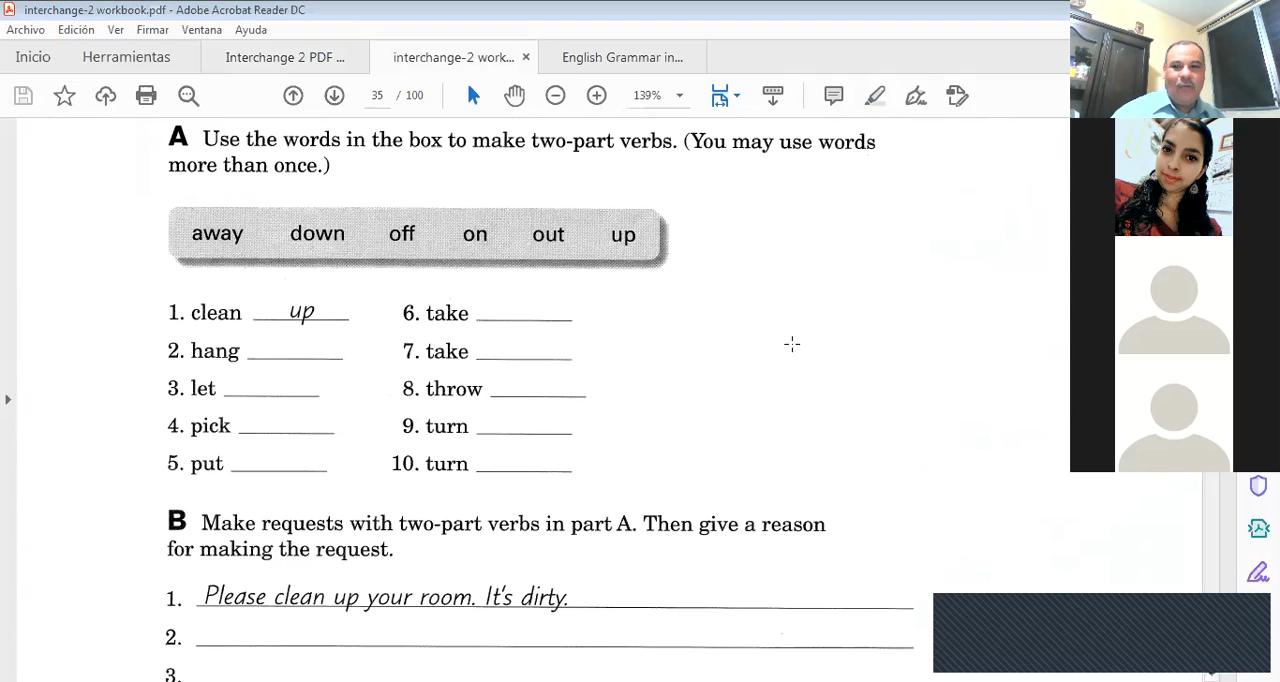 interchange-2 workbook.pdf - Adobe Acrobat Reader DC
Archivo Edición Ver Firmar Ventana Ayuda
Inicio Herramientas Interchange 2 PDF ... interchange-2 work... × English Grammar in...
35 / 100 139%
A Use the words in the box to make two-part verbs. (You may use words
more than once.)
away down off on out up
1. clean up 6. take
2. hang 7. take
3. let 8. throw
4. pick 9. turn
5. put 10. turn
B Make requests with two-part verbs in part A. Then give a reason
for making the request.
1. Please clean up your room. It's dirty.
2.
3.